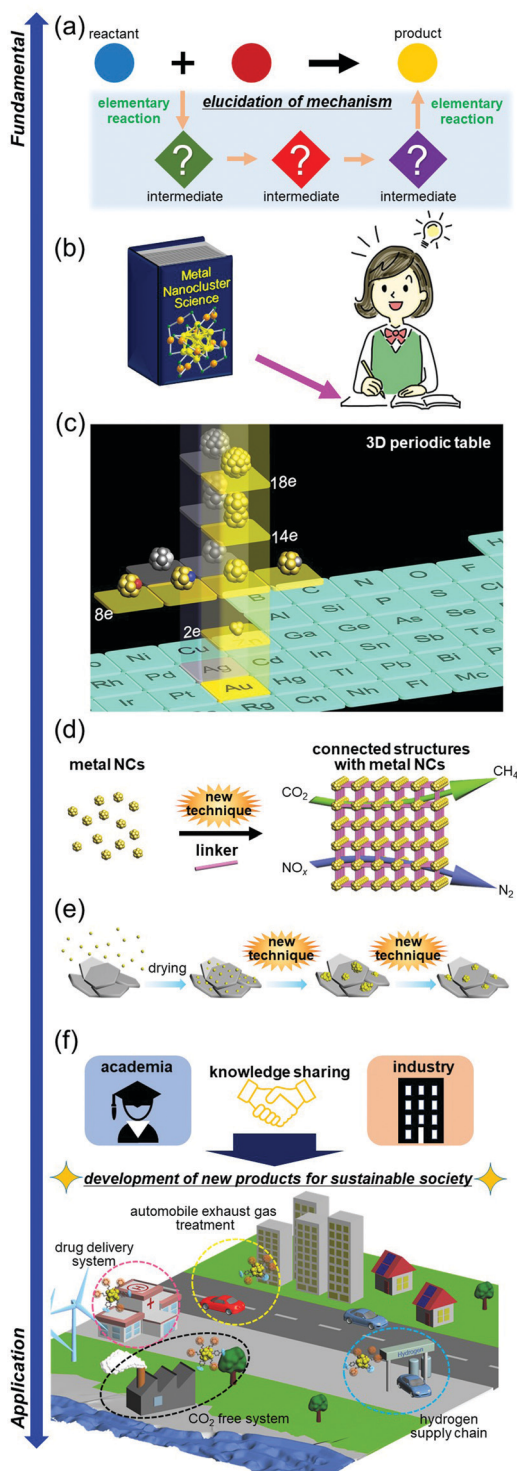 Fundamental
(a)
reactant
product
+
elementary
reaction
elucidation of mechanism
elementary
reaction
?
?
?
intermediate
intermediate
intermediate
(b)
Metal
Nanocluster
Science
(c)
3D periodic table
18e
14e
8e
2e
H
B C N O F
Al Si P S Cl
Ni Cu Zn Ga Ge As Se
Rh Pd Ag Cd In Sn Sb Te
Ir Pt Au Hg Tl Pb Bi
Rg Cn Nh Fl Mc
(d)
metal NCs
connected structures
with metal NCs
new
technique
linker
CO2
CH4
NOx
N2
(e)
drying
new
technique
new
technique
(f)
academia
knowledge sharing
industry
development of new products for sustainable society
automobile exhaust gas
treatment
drug delivery
system
Hydrogen
CO2 free system
hydrogen
supply chain
Application